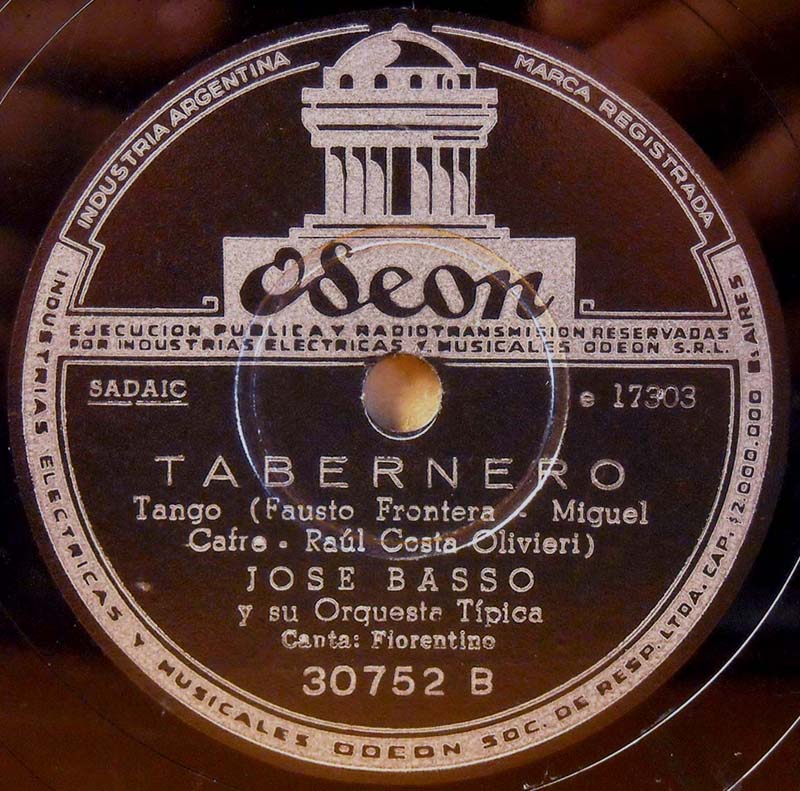 INDUSTRIA ARGENTINA
MARCA REGISTRADA
Odeon
EJECUCION PUBLICA Y RADIOTRANSMISION RESERVADAS
POR INDUSTRIAS ELECTRICAS Y MUSICALES ODEON S.R.L.
SADAIC
e 17303
TABERNERO
Tango (Fausto Frontera - Miguel
Cafre - Raúl Costa Olivieri)
JOSE BASSO
y su Orquesta Típica
Canta: Fiorentino
30752 B
INDUSTRIAS ELECTRICAS Y MUSICALES ODEON SOC. DE RESP. LTDA. CAP. $2.000.000 Bs AIRES